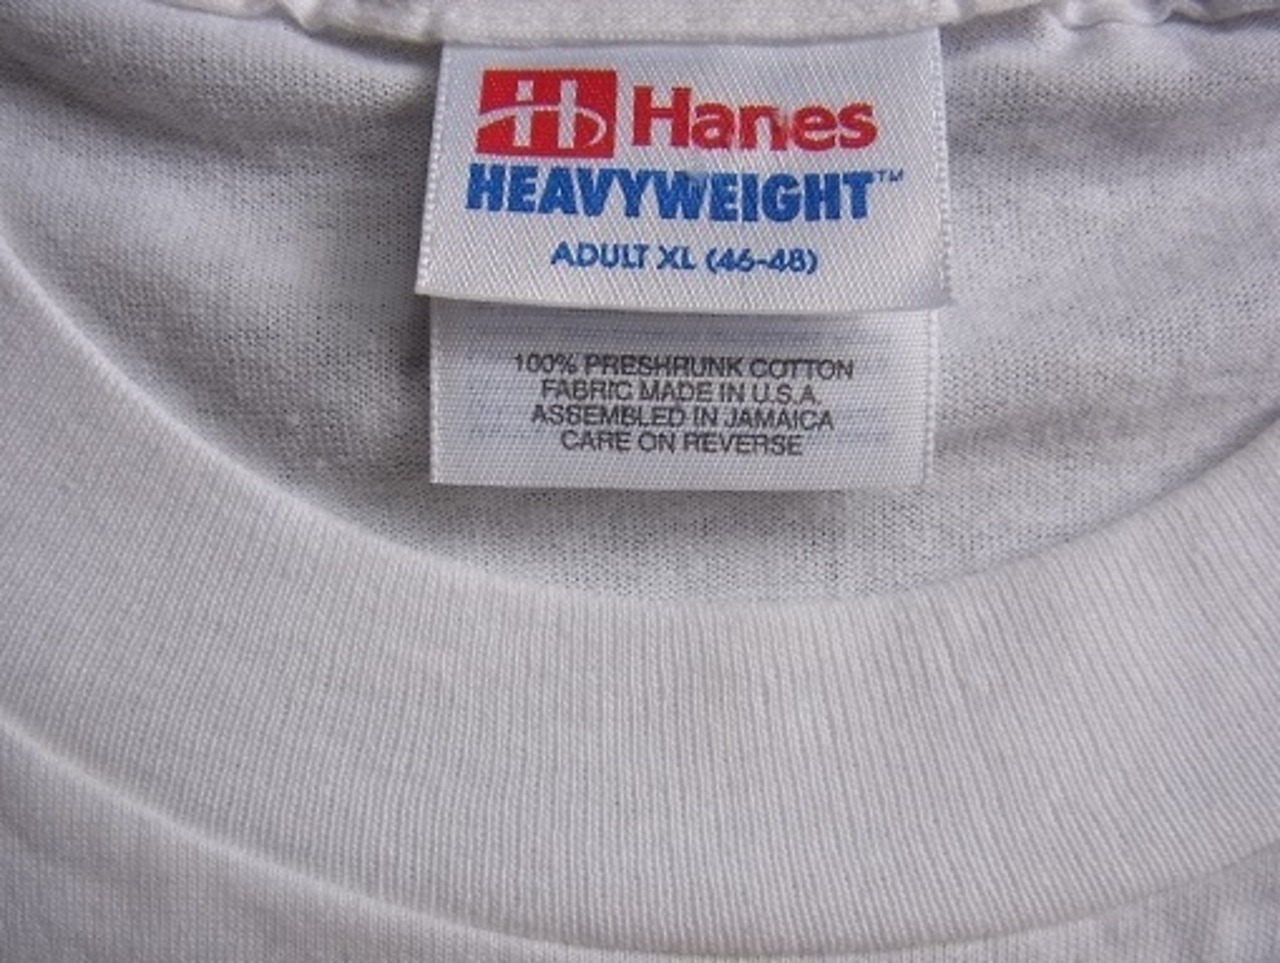 Hanes
HEAVYWEIGHT™
ADULT XL (46-48)
100% PRESHRUNK COTTON
FABRIC MADE IN U.S.A.
ASSEMBLED IN JAMAICA
CARE ON REVERSE